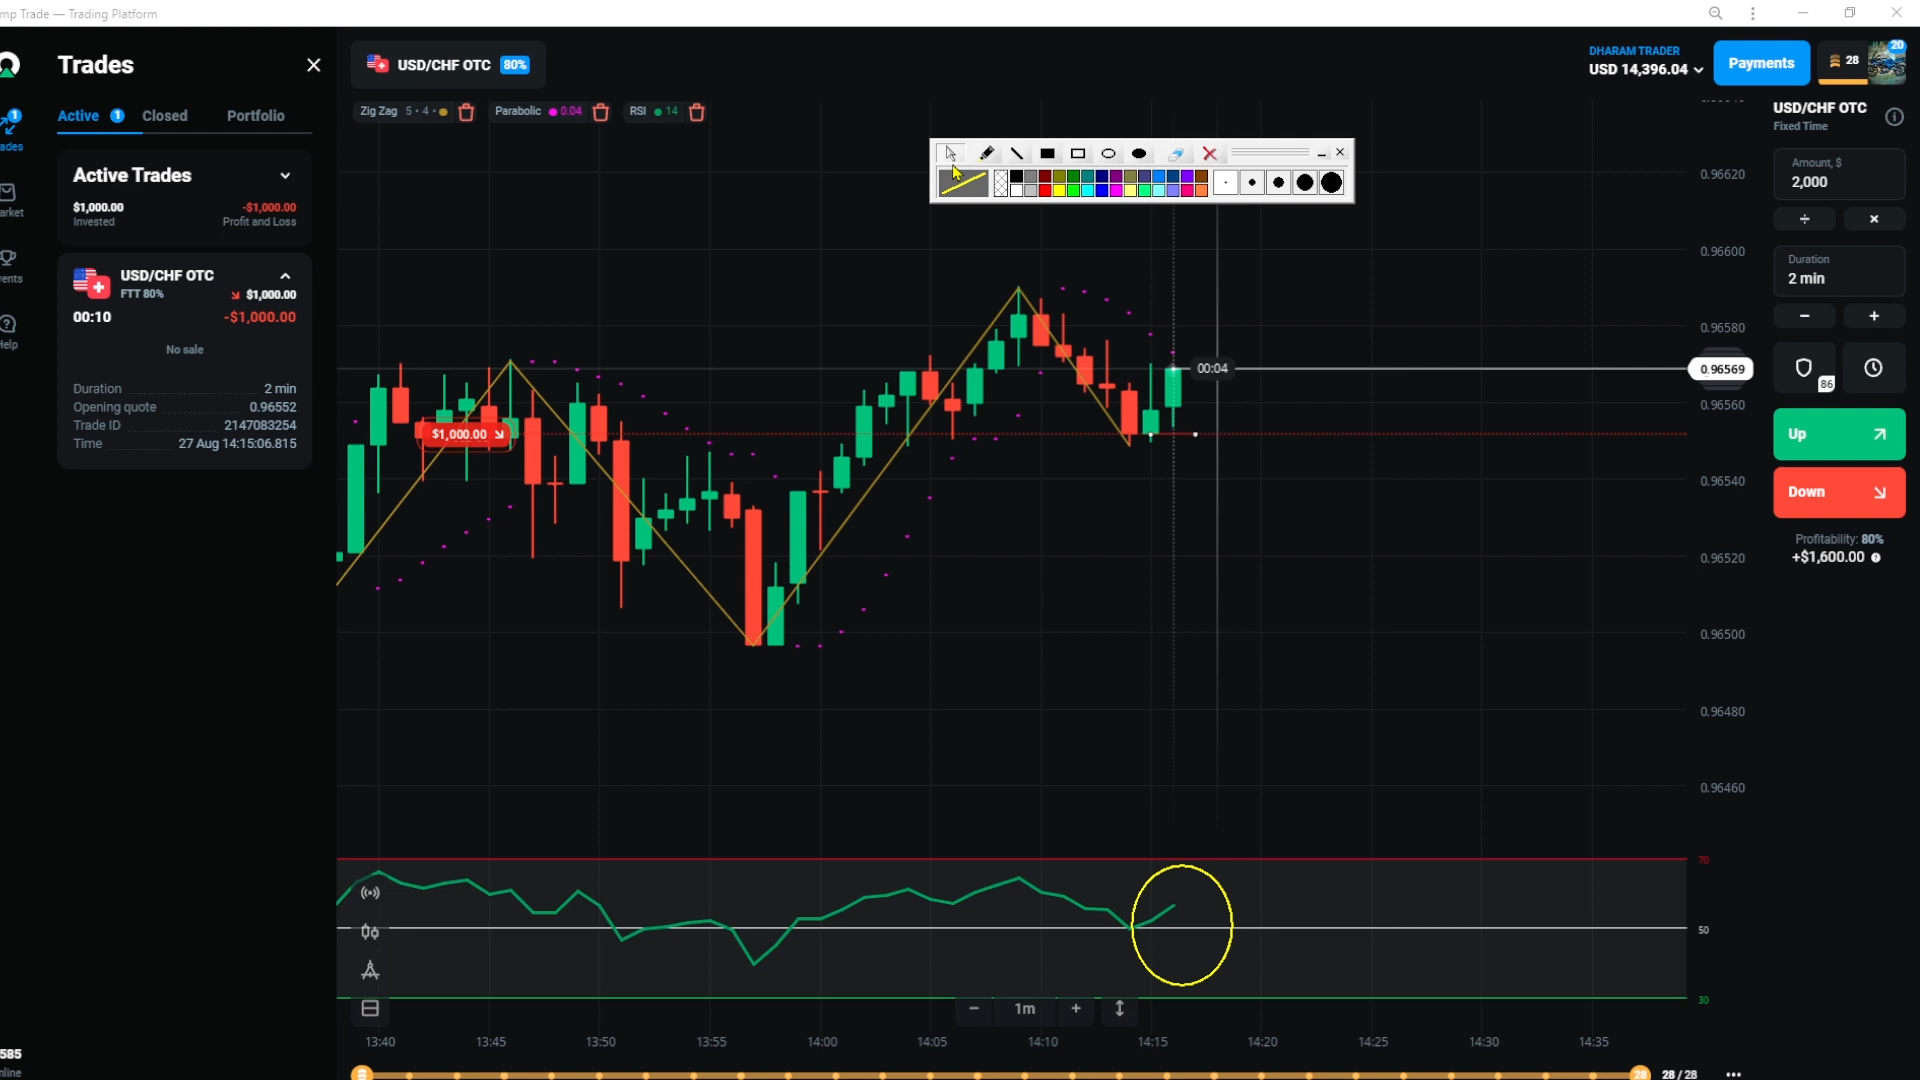 mp Trade — Trading Platform
Trades
USD/CHF OTC 80%
DHARAM TRADER
USD 14,396.04
Payments
28
20
Active 1 Closed Portfolio
Zig Zag 5 • 4 •
Parabolic 0.04
RSI 14
USD/CHF OTC
Fixed Time
ades
1
arket
vents
Help
Active Trades
$1,000.00 -$1,000.00
Invested Profit and Loss
USD/CHF OTC
FTT 80% $1,000.00
00:10 -$1,000.00
No sale
Duration 2 min
Opening quote 0.96552
Trade ID 2147083254
Time 27 Aug 14:15:06.815
$1,000.00
00:04
0.96620
0.96600
0.96580
0.96569
0.96560
0.96540
0.96520
0.96500
0.96480
0.96460
Amount, $
2,000
÷ ×
Duration
2 min
− +
86
Up
Down
Profitability: 80%
+$1,600.00
70
50
30
− 1m +
13:40 13:45 13:50 13:55 14:00 14:05 14:10 14:15 14:20 14:25 14:30 14:35
585
nline
28 28 / 28